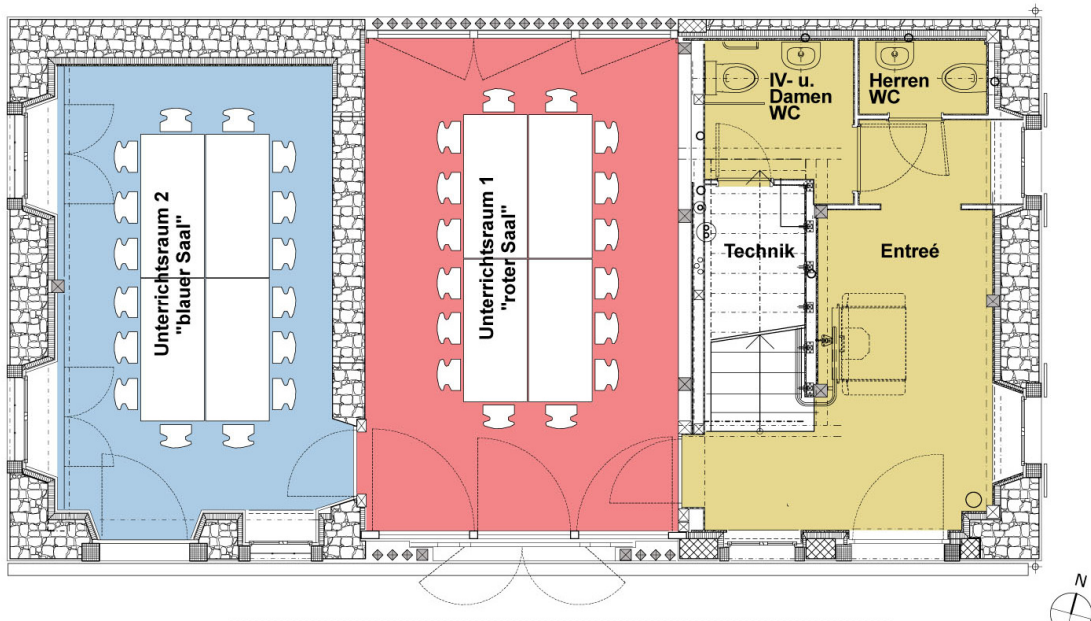 Unterrichtsraum 2
"blauer Saal"
Unterrichtsraum 1
"roter Saal"
IV- u.
Damen
WC
Herren
WC
Technik
Entreé
N